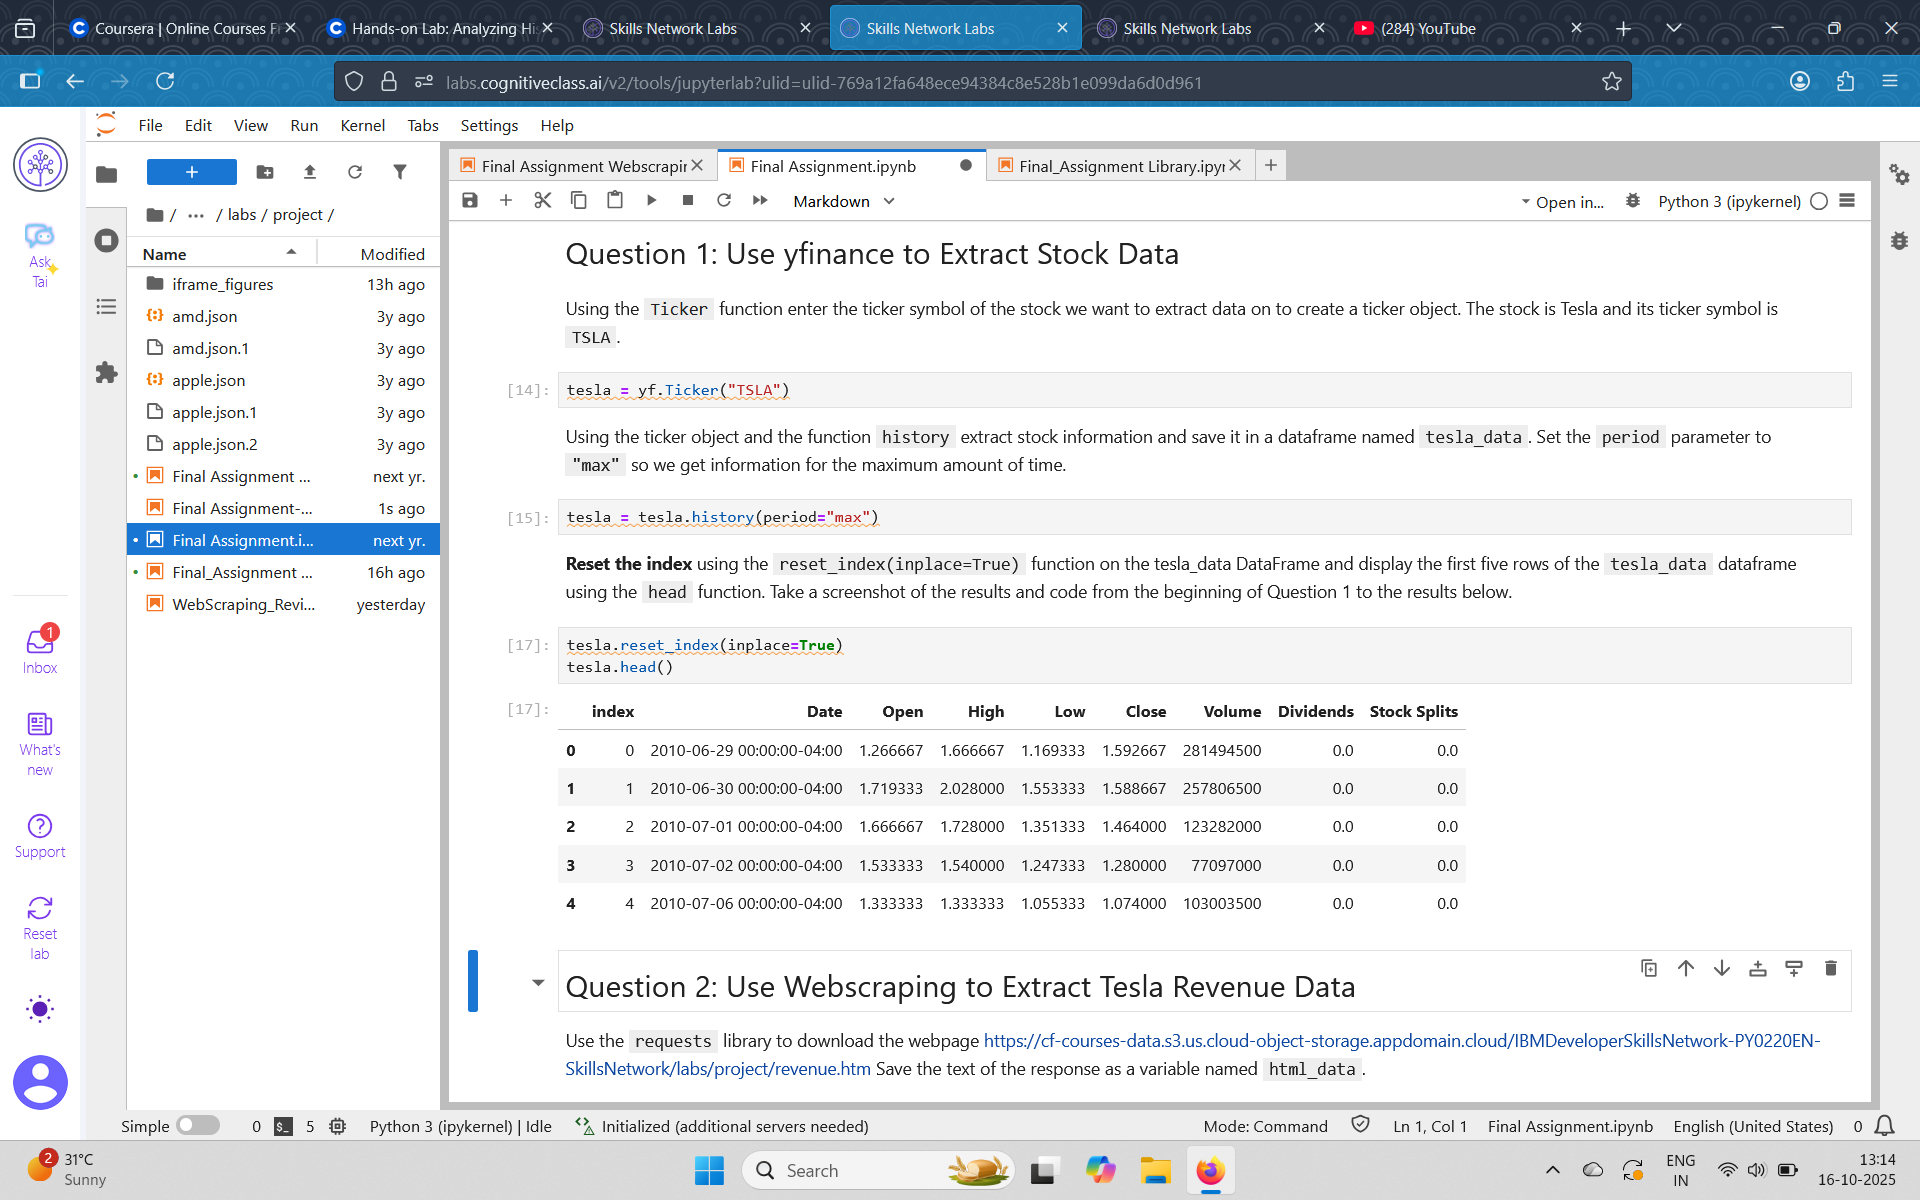 Coursera | Online Courses F
Hands-on Lab: Analyzing Hi
Skills Network Labs
Skills Network Labs
Skills Network Labs
(284) YouTube
labs.cognitiveclass.ai/v2/tools/jupyterlab?ulid=ulid-769a12fa648ece94384c8e528b1e099da6d0d961
File Edit View Run Kernel Tabs Settings Help
Ask
Tai
Inbox
1
What's
new
Support
Reset
lab
/ ... / labs / project /
Name Modified
iframe_figures 13h ago
amd.json 3y ago
amd.json.1 3y ago
apple.json 3y ago
apple.json.1 3y ago
apple.json.2 3y ago
Final Assignment ... next yr.
Final Assignment-... 1s ago
Final Assignment.i... next yr.
Final_Assignment ... 16h ago
WebScraping_Revi... yesterday
Final Assignment Webscrapin
Final Assignment.ipynb
Final_Assignment Library.ipyn
Markdown
Open in...
Python 3 (ipykernel)
Question 1: Use yfinance to Extract Stock Data
Using the Ticker function enter the ticker symbol of the stock we want to extract data on to create a ticker object. The stock is Tesla and its ticker symbol is
TSLA .
[14]: tesla = yf.Ticker("TSLA")
Using the ticker object and the function history extract stock information and save it in a dataframe named tesla_data . Set the period parameter to
"max" so we get information for the maximum amount of time.
[15]: tesla = tesla.history(period="max")
Reset the index using the reset_index(inplace=True) function on the tesla_data DataFrame and display the first five rows of the tesla_data dataframe
using the head function. Take a screenshot of the results and code from the beginning of Question 1 to the results below.
[17]: tesla.reset_index(inplace=True)
tesla.head()
[17]: index Date Open High Low Close Volume Dividends Stock Splits
0 0 2010-06-29 00:00:00-04:00 1.266667 1.666667 1.169333 1.592667 281494500 0.0 0.0
1 1 2010-06-30 00:00:00-04:00 1.719333 2.028000 1.553333 1.588667 257806500 0.0 0.0
2 2 2010-07-01 00:00:00-04:00 1.666667 1.728000 1.351333 1.464000 123282000 0.0 0.0
3 3 2010-07-02 00:00:00-04:00 1.533333 1.540000 1.247333 1.280000 77097000 0.0 0.0
4 4 2010-07-06 00:00:00-04:00 1.333333 1.333333 1.055333 1.074000 103003500 0.0 0.0
Question 2: Use Webscraping to Extract Tesla Revenue Data
Use the requests library to download the webpage https://cf-courses-data.s3.us.cloud-object-storage.appdomain.cloud/IBMDeveloperSkillsNetwork-PY0220EN-
SkillsNetwork/labs/project/revenue.htm Save the text of the response as a variable named html_data .
Simple 0 $_ 5 Python 3 (ipykernel) | Idle Initialized (additional servers needed) Mode: Command Ln 1, Col 1 Final Assignment.ipynb English (United States) 0
2
31°C
Sunny
Search
ENG
IN
13:14
16-10-2025